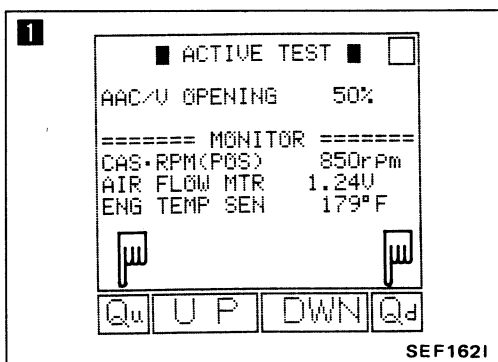 1
■ ACTIVE TEST ■
AAC/V OPENING 50%
======= MONITOR =======
CAS•RPM(POS) 850rpm
AIR FLOW MTR 1.24V
ENG TEMP SEN 179°F
Qu UP DWN Qd
SEF162I